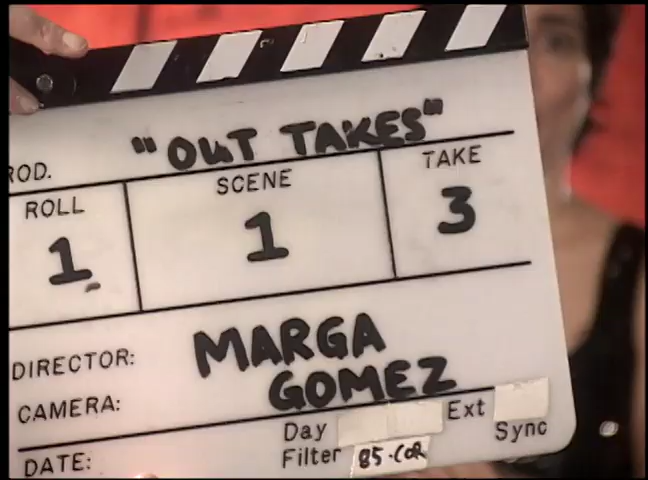 "OUT TAKES"
ROD.
ROLL SCENE TAKE
1 1 3
DIRECTOR: MARGA
GOMEZ
CAMERA:
DATE:
Day Ext
Filter 85·COR Sync